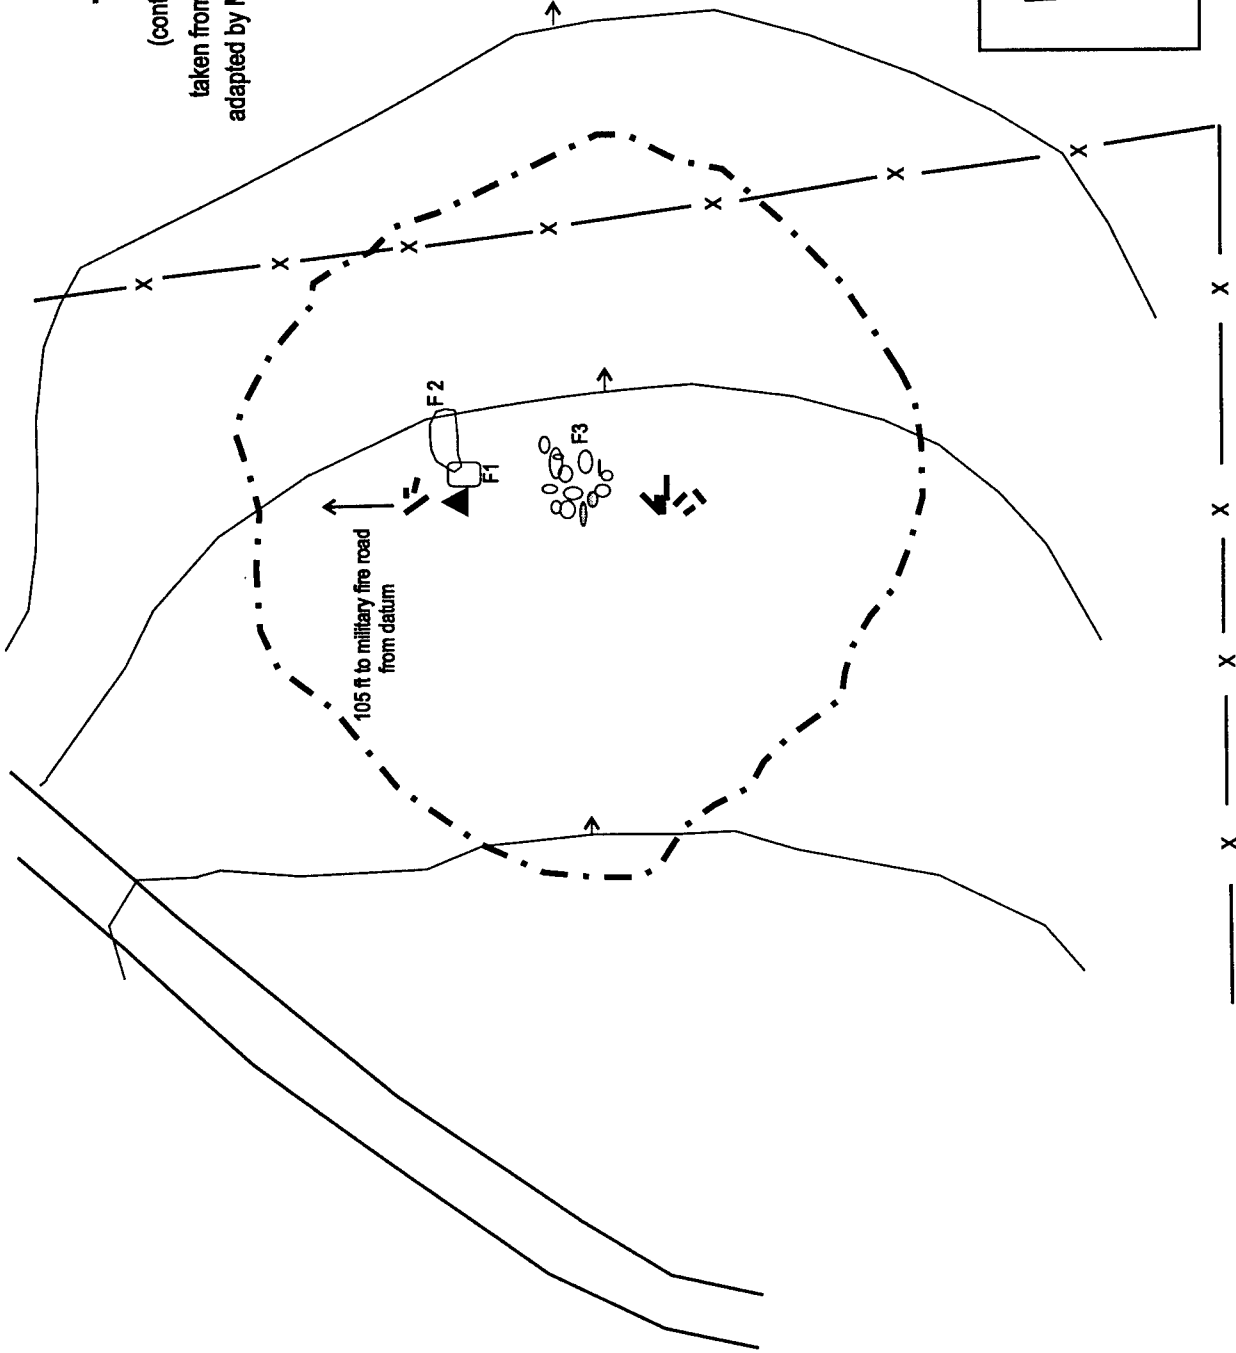 (cont
taken from
adapted by N
F 2
F1
F3
105 ft to military fire road
from datum
X
X
X
X
X
X
X
X
X
X
X
X